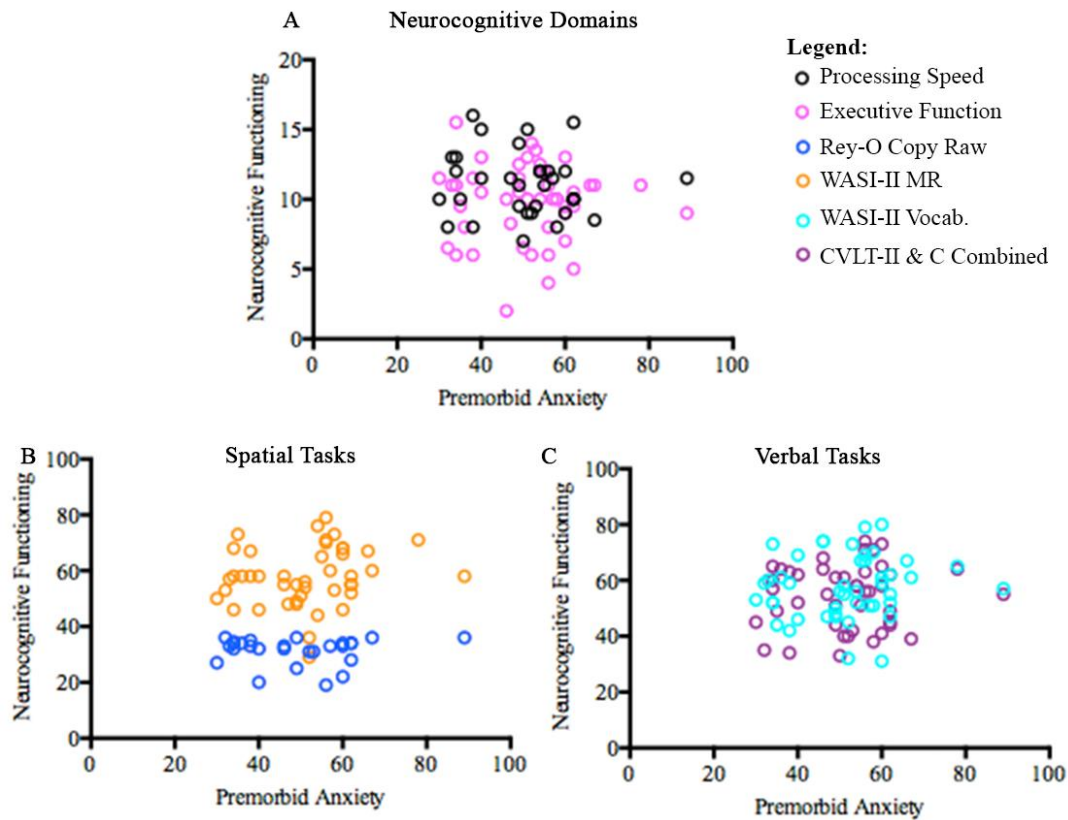 A
Neurocognitive Domains
Neurocognitive Functioning
20
15
10
5
0
0 20 40 60 80 100
Premorbid Anxiety
Legend:
Processing Speed
Executive Function
Rey-O Copy Raw
WASI-II MR
WASI-II Vocab.
CVLT-II & C Combined
B
Spatial Tasks
Neurocognitive Functioning
100
80
60
40
20
0
0 20 40 60 80 100
Premorbid Anxiety
C
Verbal Tasks
Neurocognitive Functioning
100
80
60
40
20
0
0 20 40 60 80 100
Premorbid Anxiety